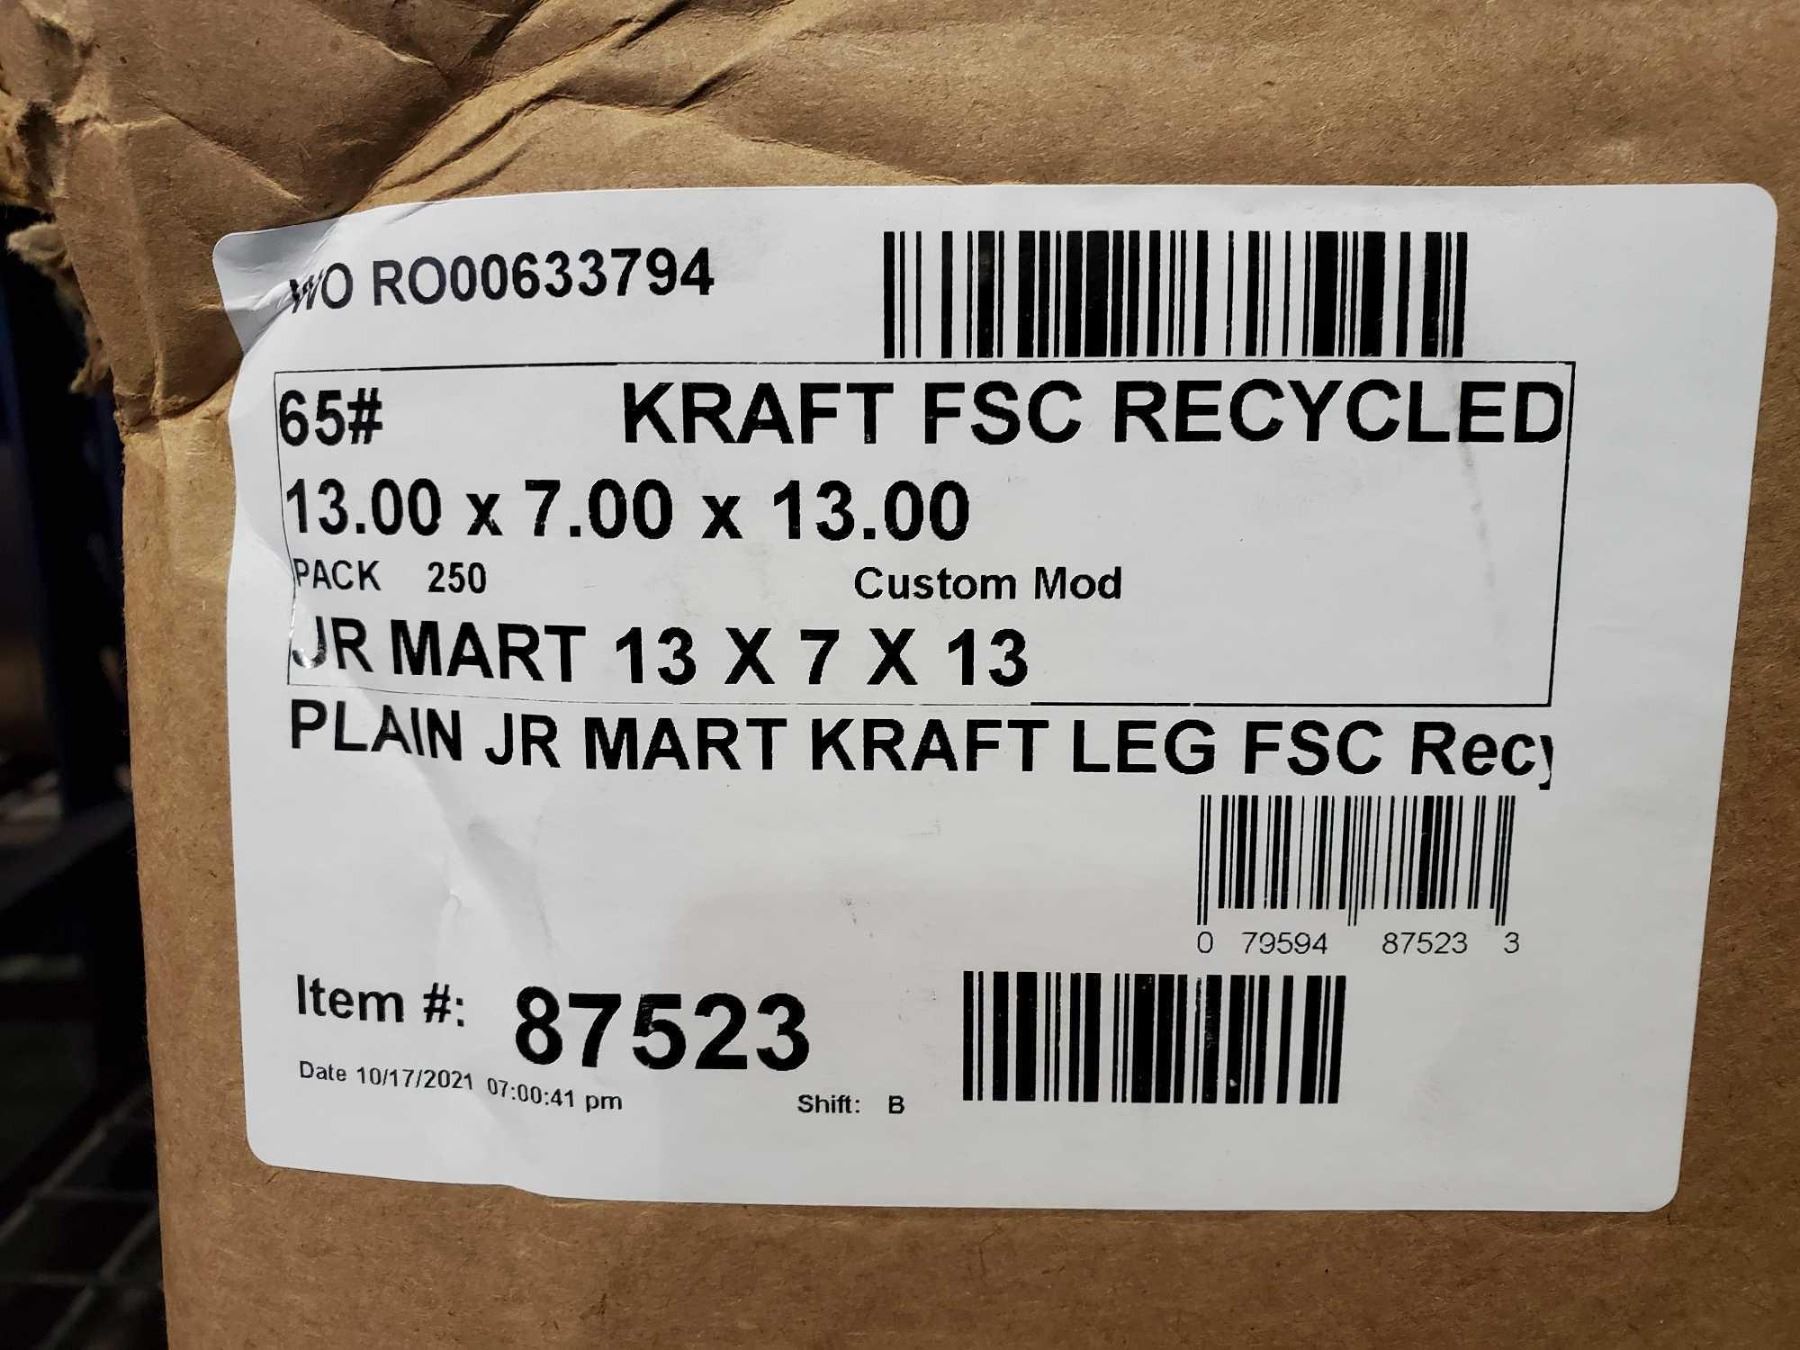 WO RO00633794
65# KRAFT FSC RECYCLED
13.00 x 7.00 x 13.00
PACK 250 Custom Mod
JR MART 13 X 7 X 13
PLAIN JR MART KRAFT LEG FSC Recy
0 79594 87523 3
Item #: 87523
Date 10/17/2021 07:00:41 pm Shift: B